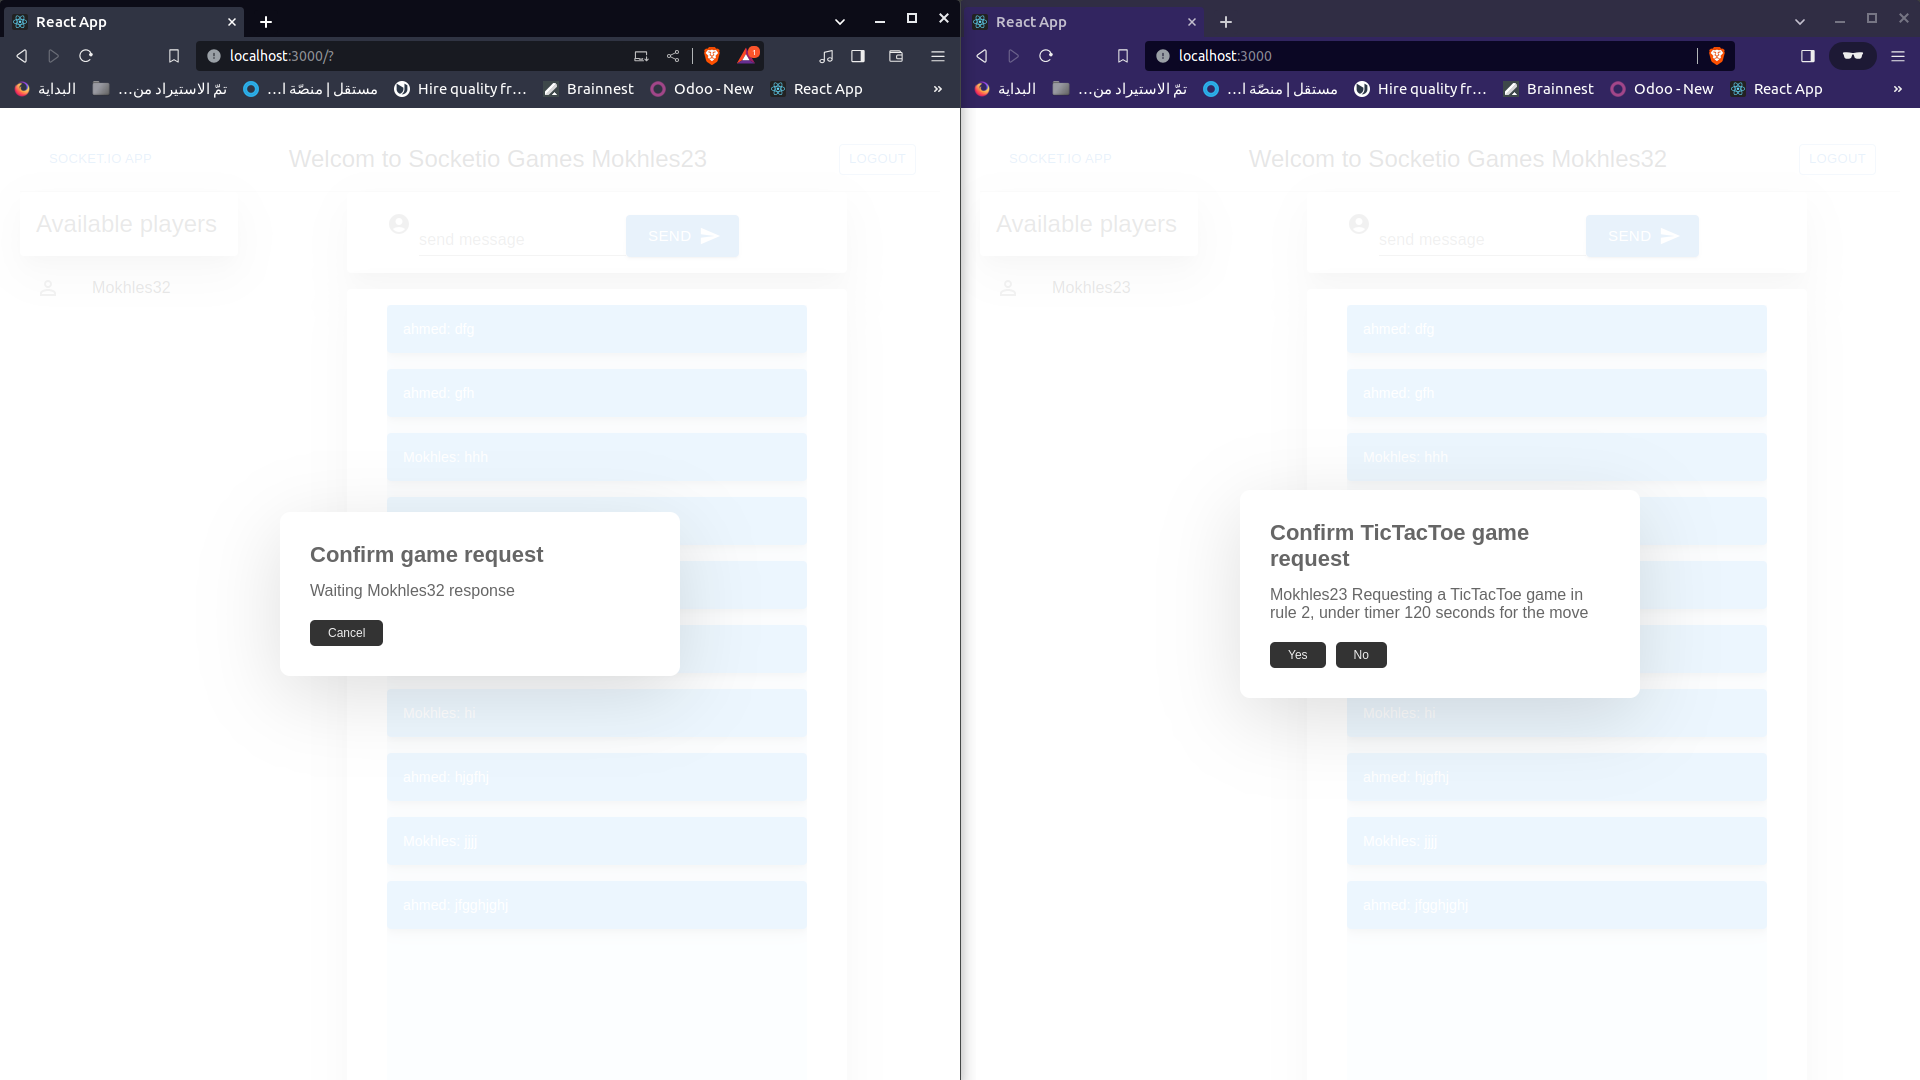 React App
localhost:3000/?
البداية
تمّ الاستيراد من...
مستقل | منصّة ا...
Hire quality fr...
Brainnest
Odoo - New
React App
»
SOCKET.IO APP
Welcom to Socketio Games Mokhles23
LOGOUT
Available players
Mokhles32
send message
SEND
ahmed: dfg
ahmed: gfh
Mokhles: hhh
Confirm game request
Waiting Mokhles32 response
Cancel
Mokhles: hi
ahmed: hjgfhj
Mokhles: jjjj
ahmed: jfgghjghj
React App
localhost:3000
البداية
تمّ الاستيراد من...
مستقل | منصّة ا...
Hire quality fr...
Brainnest
Odoo - New
React App
»
SOCKET.IO APP
Welcom to Socketio Games Mokhles32
LOGOUT
Available players
Mokhles23
send message
SEND
ahmed: dfg
ahmed: gfh
Mokhles: hhh
Confirm TicTacToe game
request
Mokhles23 Requesting a TicTacToe game in
rule 2, under timer 120 seconds for the move
Yes
No
Mokhles: hi
ahmed: hjgfhj
Mokhles: jjjj
ahmed: jfgghjghj